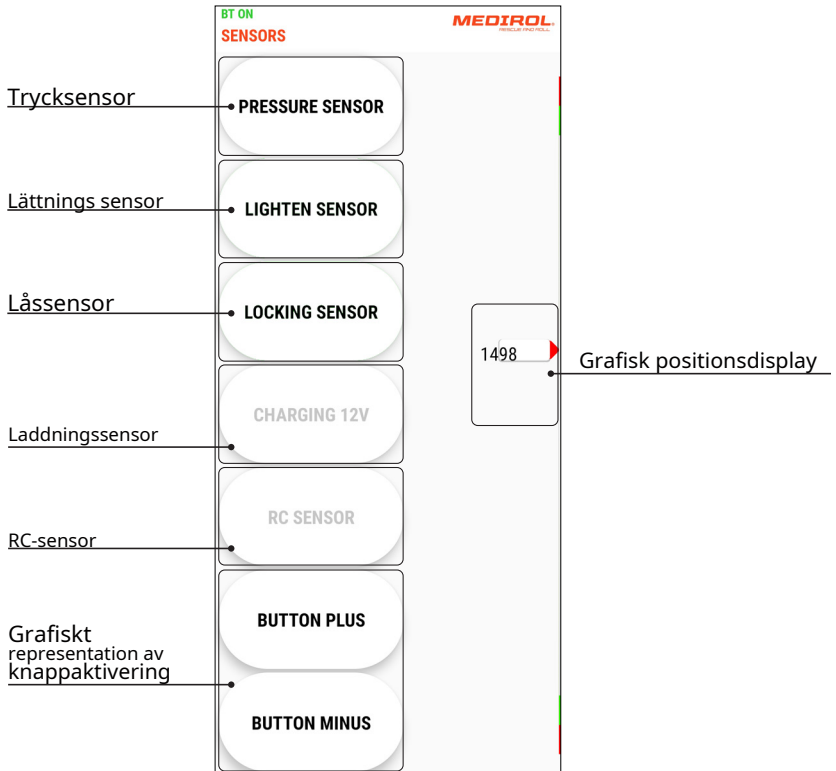 BT ON
SENSORS
MEDIROL.
RESCUE AND ROLL
Trycksensor
PRESSURE SENSOR
Lättnings sensor
LIGHTEN SENSOR
Låssensor
LOCKING SENSOR
1498
Grafisk positionsdisplay
CHARGING 12V
Laddningssensor
RC SENSOR
RC-sensor
BUTTON PLUS
Grafiskt
representation av
knappaktivering
BUTTON MINUS